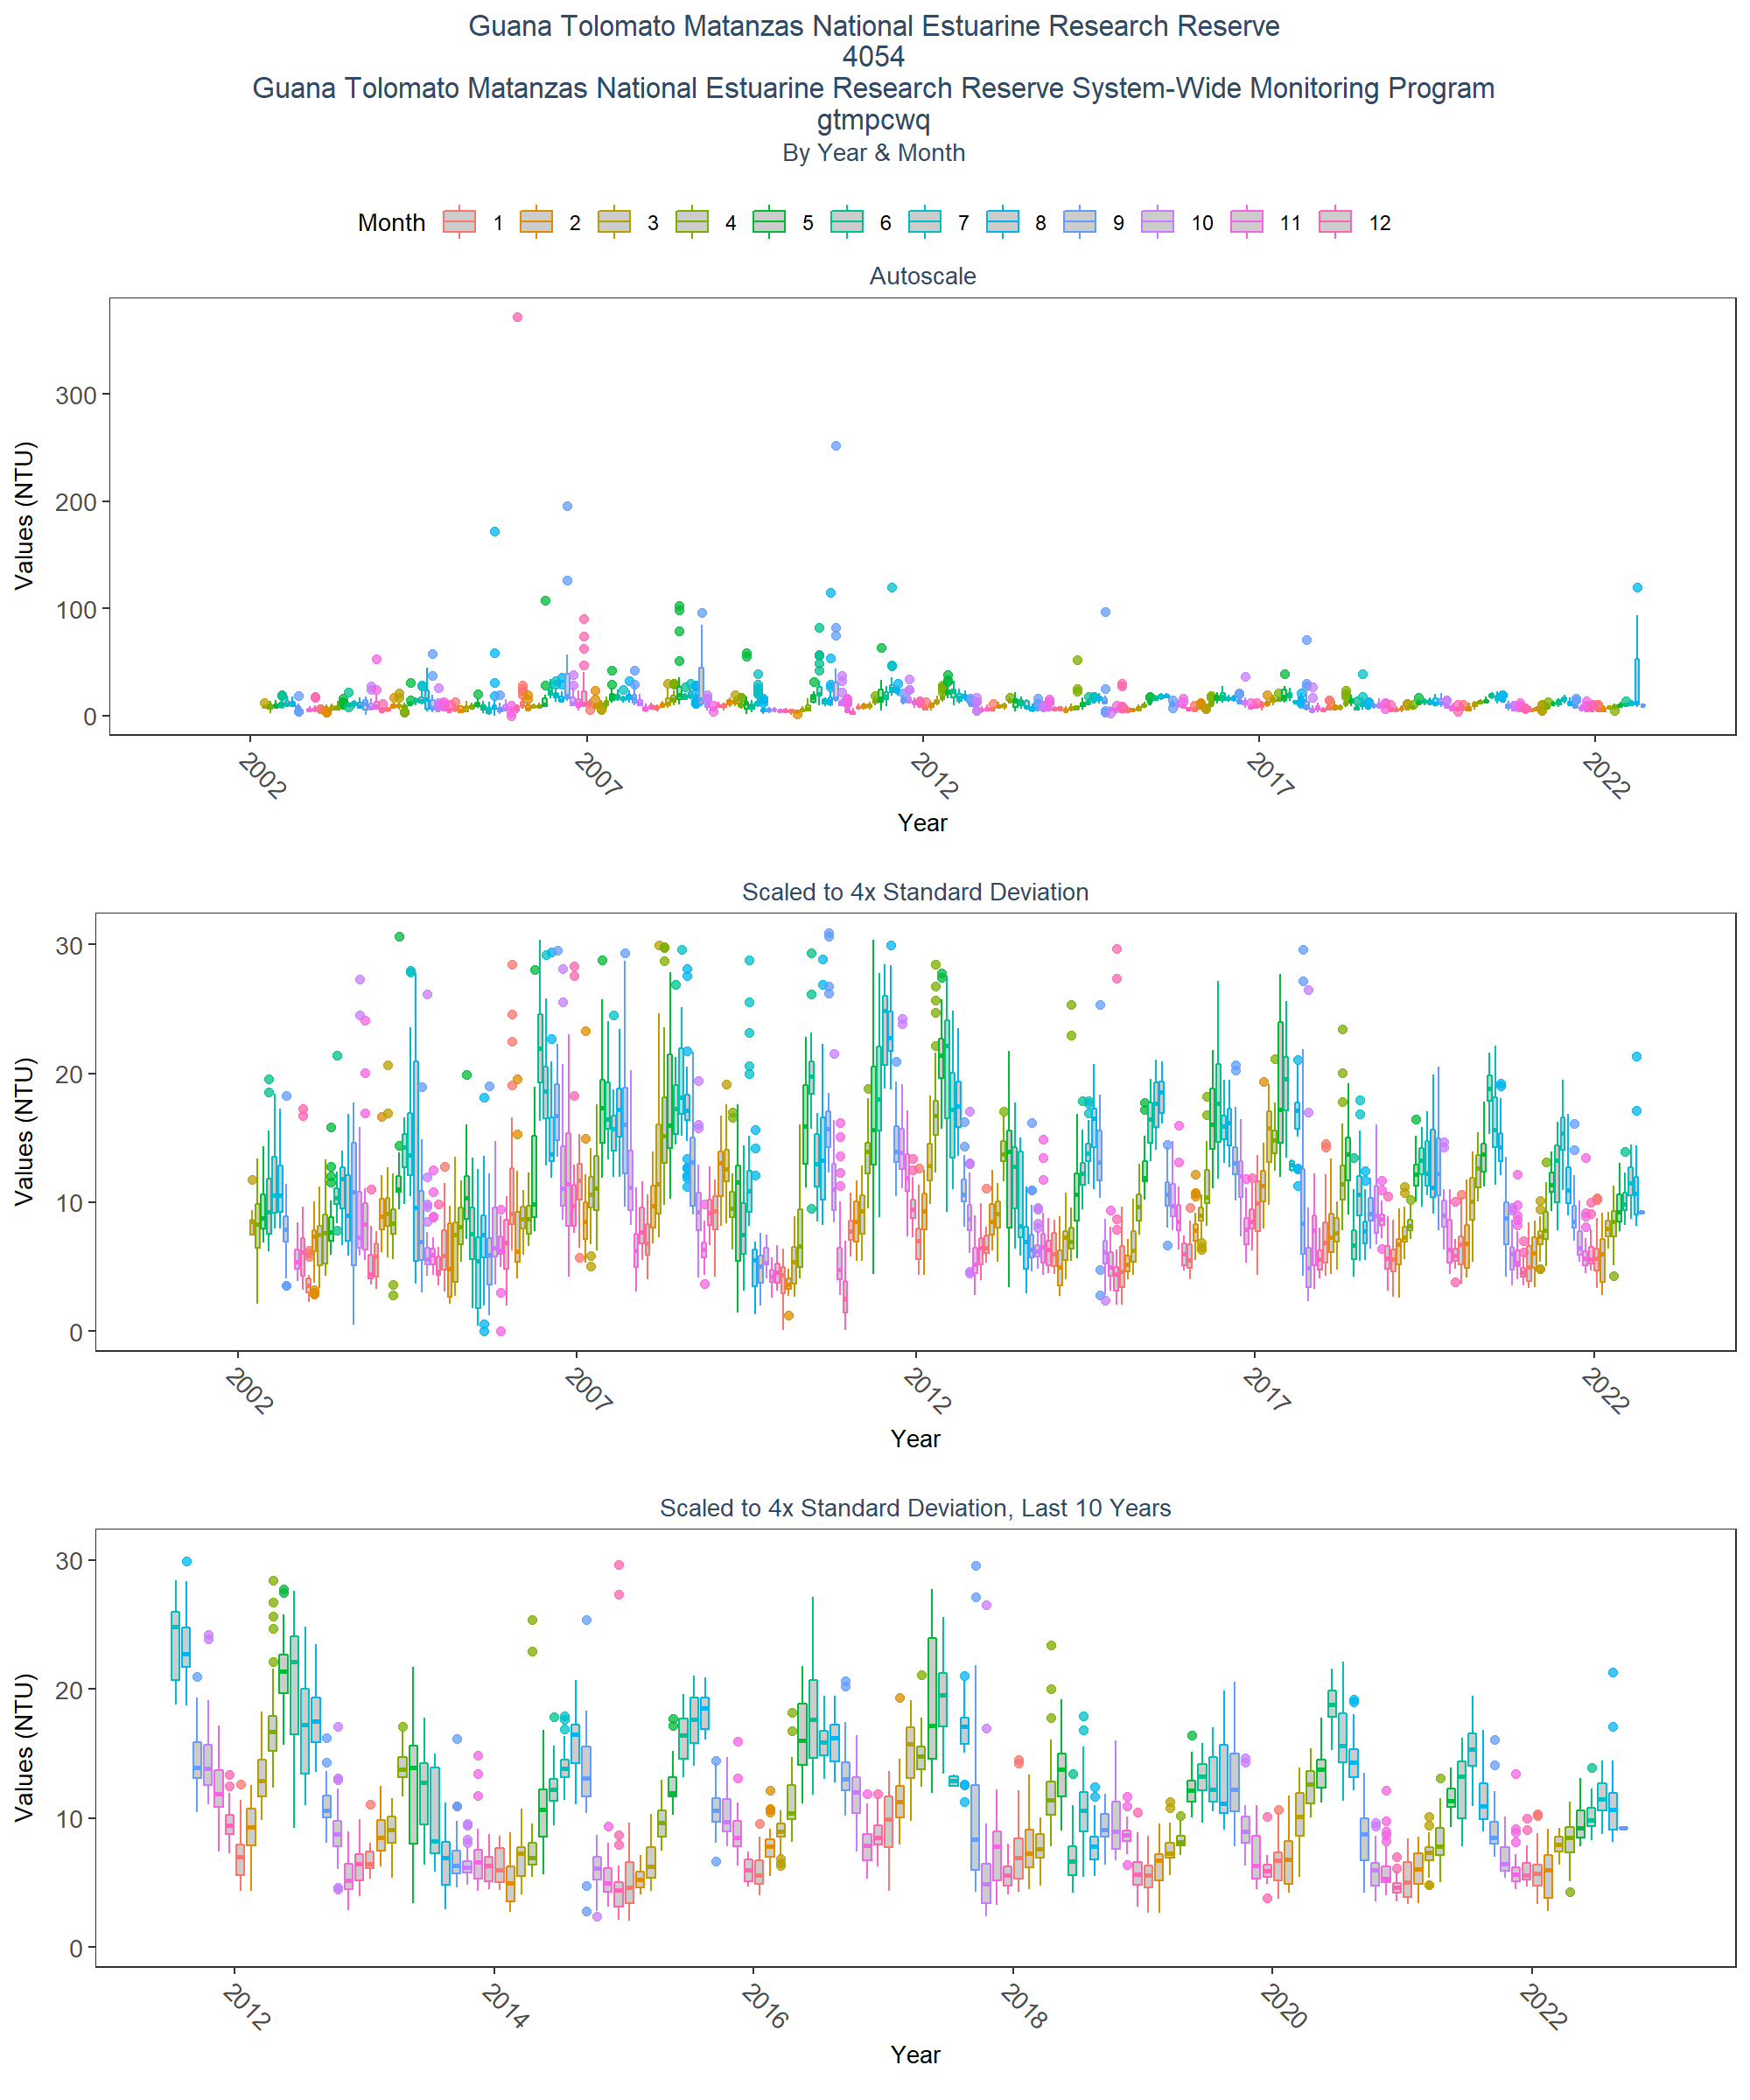 Guana Tolomato Matanzas National Estuarine Research Reserve
4054
Guana Tolomato Matanzas National Estuarine Research Reserve System-Wide Monitoring Program
gtmpcwq
By Year & Month
Month 1 2 3 4 5 6 7 8 9 10 11 12
Autoscale
Values (NTU)
300
200
100
0
2002 2007 2012 2017 2022
Year
Scaled to 4x Standard Deviation
Values (NTU)
30
20
10
0
2002 2007 2012 2017 2022
Year
Scaled to 4x Standard Deviation, Last 10 Years
Values (NTU)
30
20
10
0
2012 2014 2016 2018 2020 2022
Year